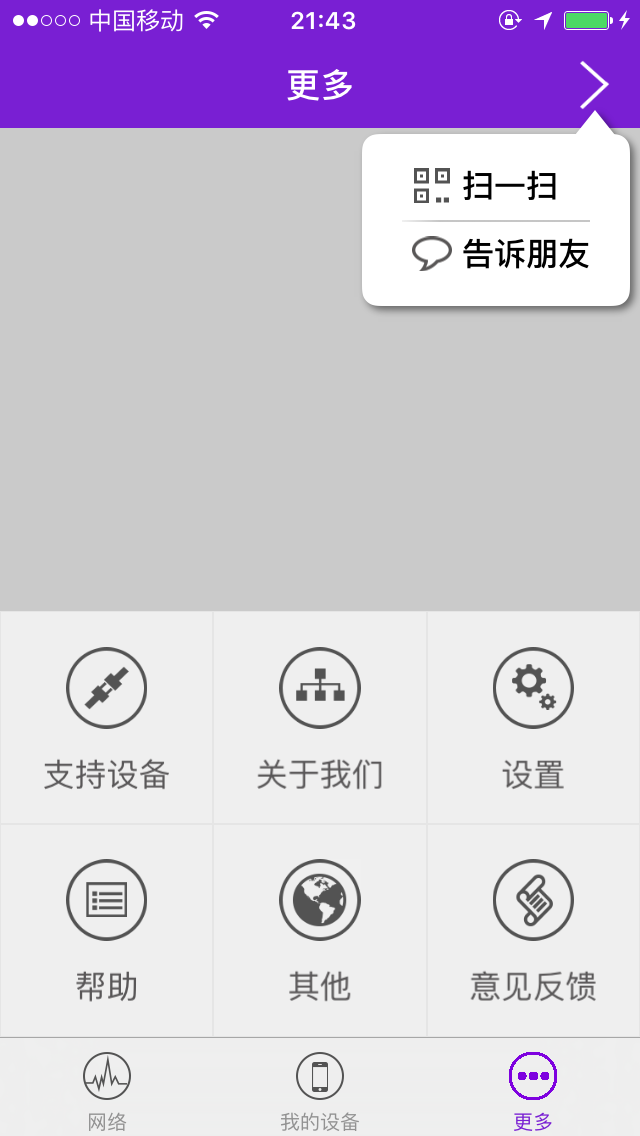 中国移动 21:43
更多
扫一扫
告诉朋友
支持设备 关于我们 设置
帮助 其他 意见反馈
网络 我的设备 更多